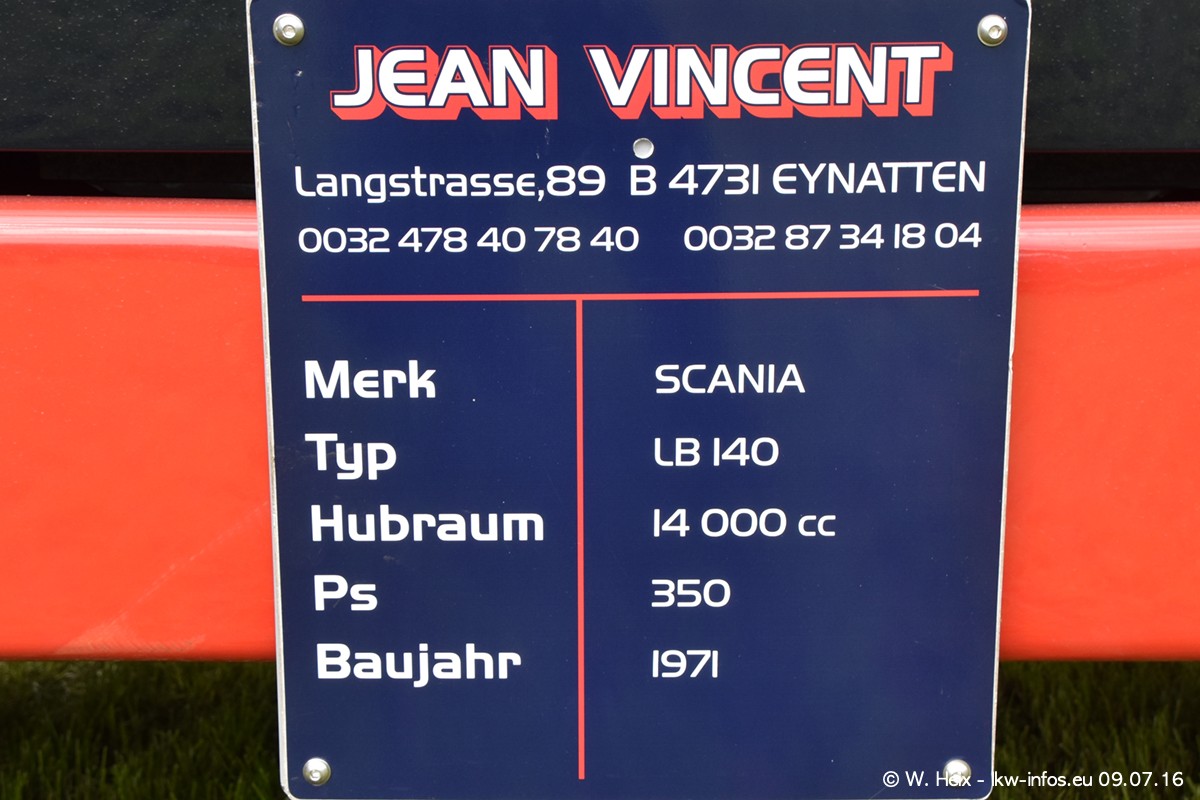 JEAN VINCENT
Langstrasse,89 B 4731 EYNATTEN
0032 478 40 78 40 0032 87 34 18 04
Merk SCANIA
Typ LB 140
Hubraum 14 000 cc
Ps 350
Baujahr 1971
© W. Heix - kw-infos.eu 09.07.16